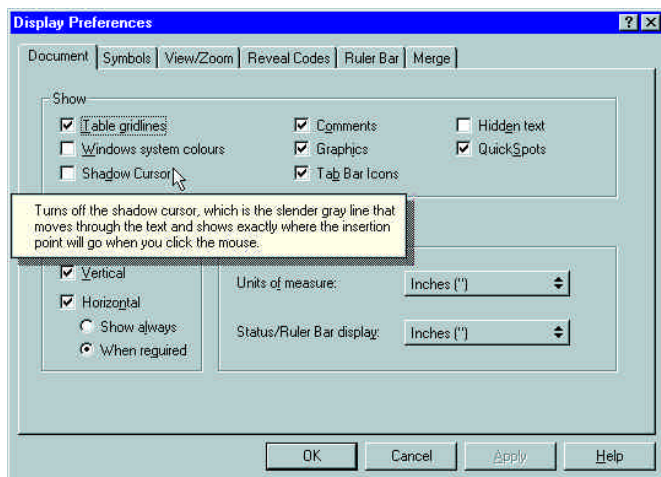 Display Preferences
Document Symbols View/Zoom Reveal Codes Ruler Bar Merge
Show
Table gridlines Comments Hidden text
Windows system colours Graphics QuickSpots
Shadow Cursor Tab Bar Icons
Turns off the shadow cursor, which is the slender gray line that
moves through the text and shows exactly where the insertion
point will go when you click the mouse.
Vertical Units of measure: Inches (")
Horizontal
Show always Status/Ruler Bar display: Inches (")
When required
OK Cancel Apply Help